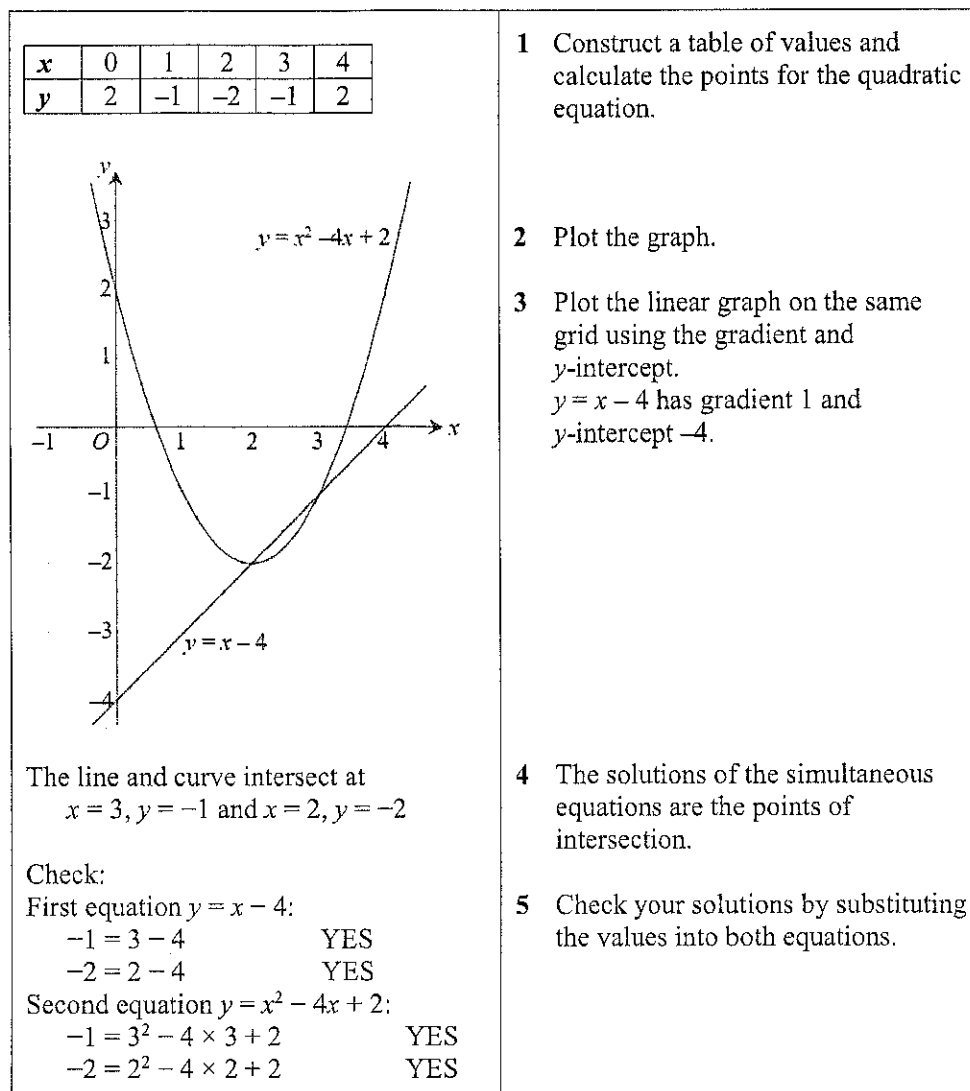 x 0 1 2 3 4
y 2 −1 −2 −1 2
y
3
y = x² −4x + 2
2
1
−1 O 1 2 3 4 x
−1
−2
−3
y = x − 4
−4
The line and curve intersect at
x = 3, y = −1 and x = 2, y = −2
Check:
First equation y = x − 4:
−1 = 3 − 4 YES
−2 = 2 − 4 YES
Second equation y = x² − 4x + 2:
−1 = 3² − 4 × 3 + 2 YES
−2 = 2² − 4 × 2 + 2 YES
1 Construct a table of values and
calculate the points for the quadratic
equation.
2 Plot the graph.
3 Plot the linear graph on the same
grid using the gradient and
y-intercept.
y = x − 4 has gradient 1 and
y-intercept −4.
4 The solutions of the simultaneous
equations are the points of
intersection.
5 Check your solutions by substituting
the values into both equations.